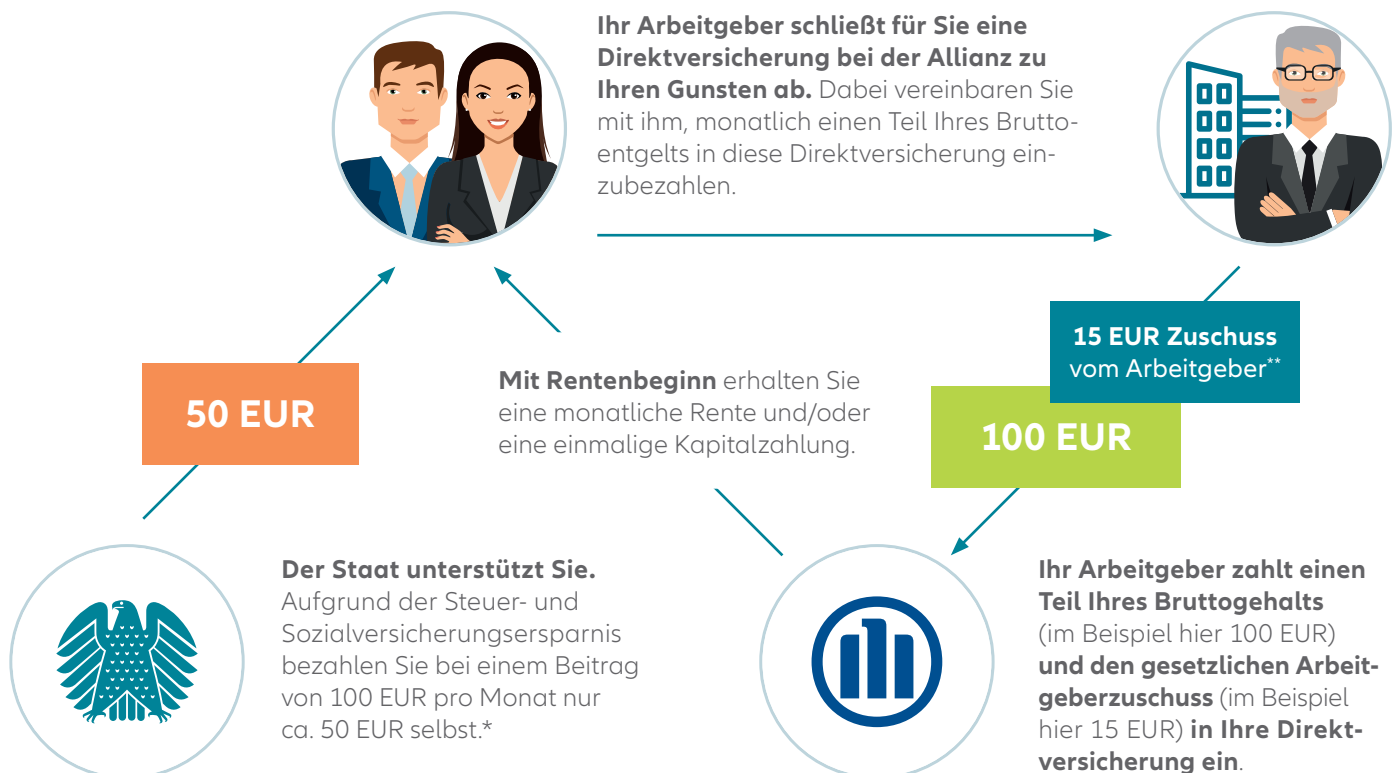 Ihr Arbeitgeber schließt für Sie eine
Direktversicherung bei der Allianz zu
Ihren Gunsten ab. Dabei vereinbaren Sie
mit ihm, monatlich einen Teil Ihres Brutto-
entgelts in diese Direktversicherung ein-
zubezahlen.
15 EUR Zuschuss
vom Arbeitgeber**
50 EUR
Mit Rentenbeginn erhalten Sie
eine monatliche Rente und/oder
eine einmalige Kapitalzahlung.
100 EUR
Der Staat unterstützt Sie.
Aufgrund der Steuer- und
Sozialversicherungsersparnis
bezahlen Sie bei einem Beitrag
von 100 EUR pro Monat nur
ca. 50 EUR selbst.*
Ihr Arbeitgeber zahlt einen
Teil Ihres Bruttogehalts
(im Beispiel hier 100 EUR)
und den gesetzlichen Arbeit-
geberzuschuss (im Beispiel
hier 15 EUR) in Ihre Direkt-
versicherung ein.